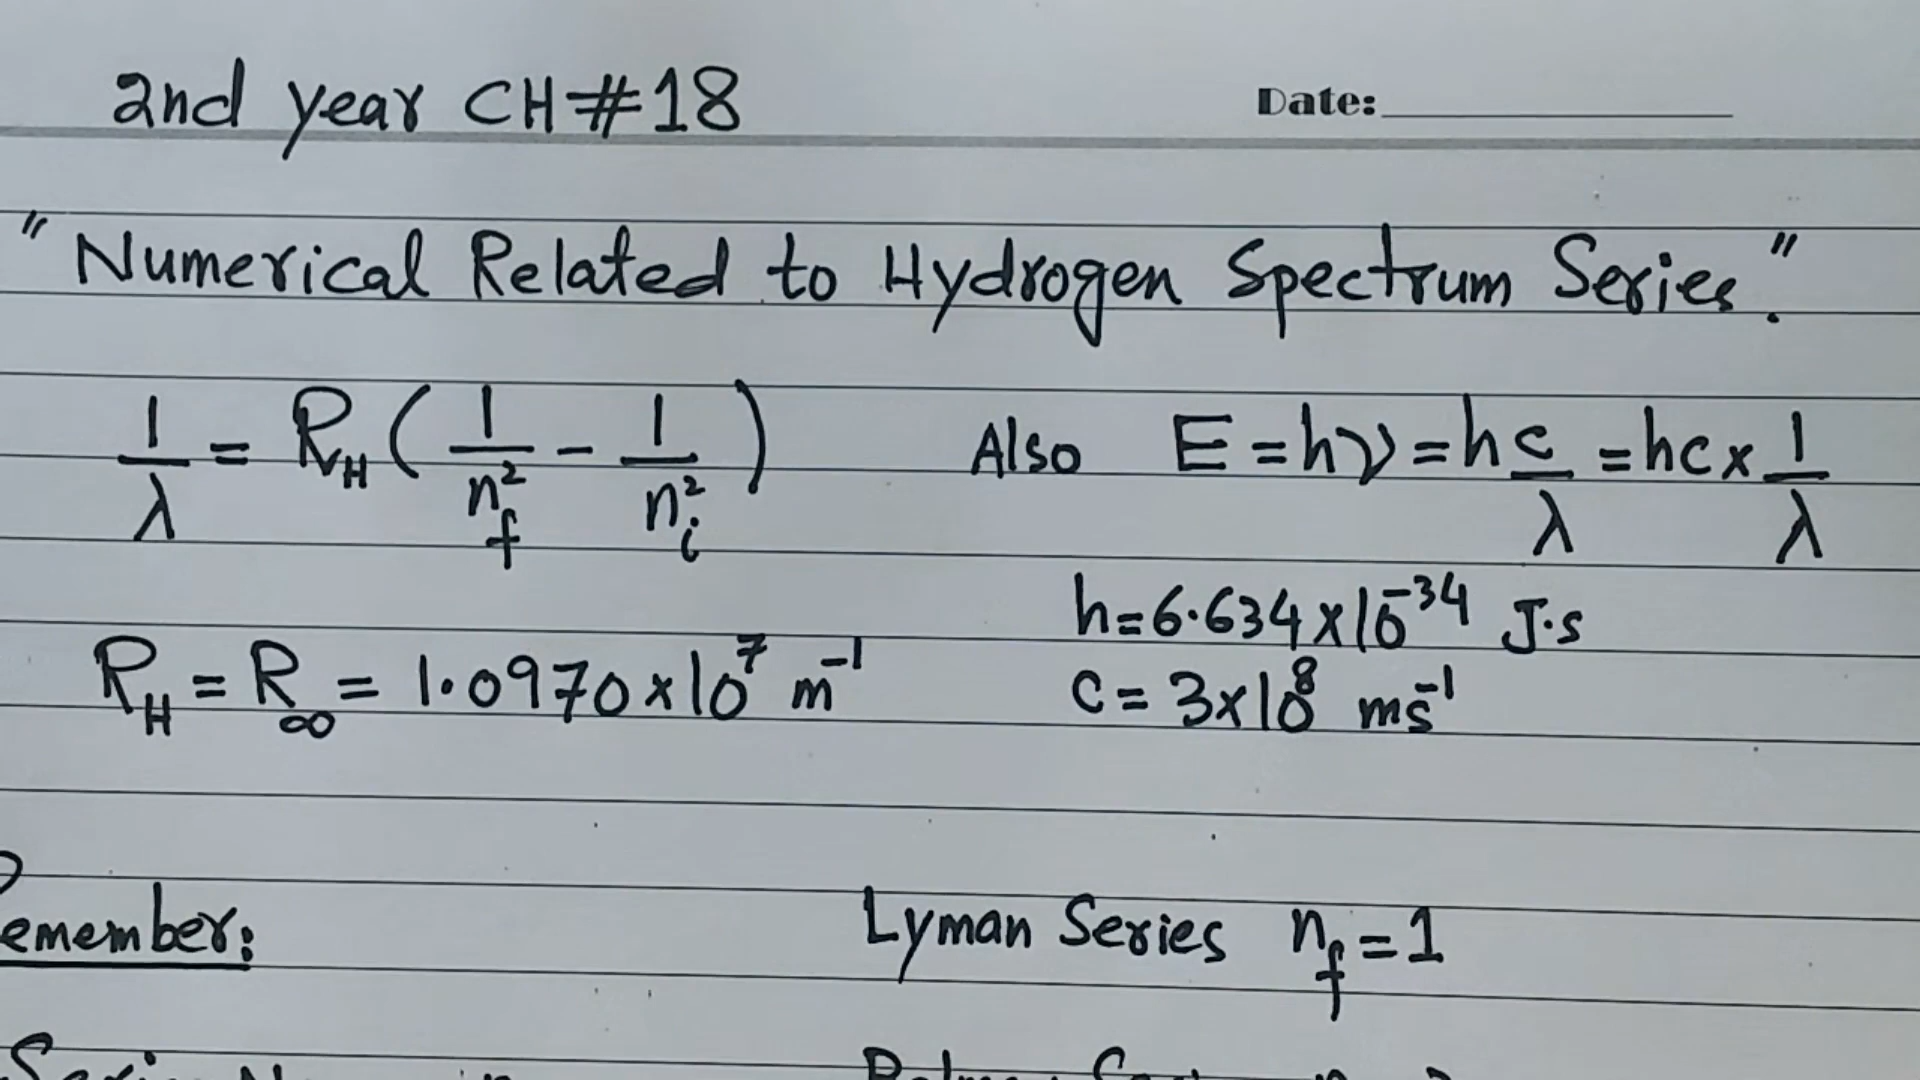 2nd year CH#18
Date:
"Numerical Related to Hydrogen Spectrum Series."
1/λ = R_H (1/n_f² - 1/n_i²) Also E = hν = hc/λ = hc x 1/λ
h = 6.634 x 10⁻³⁴ J.s
R_H = R_∞ = 1.0970 x 10⁷ m⁻¹
c = 3 x 10⁸ ms⁻¹
Remember:
Lyman Series n_f = 1